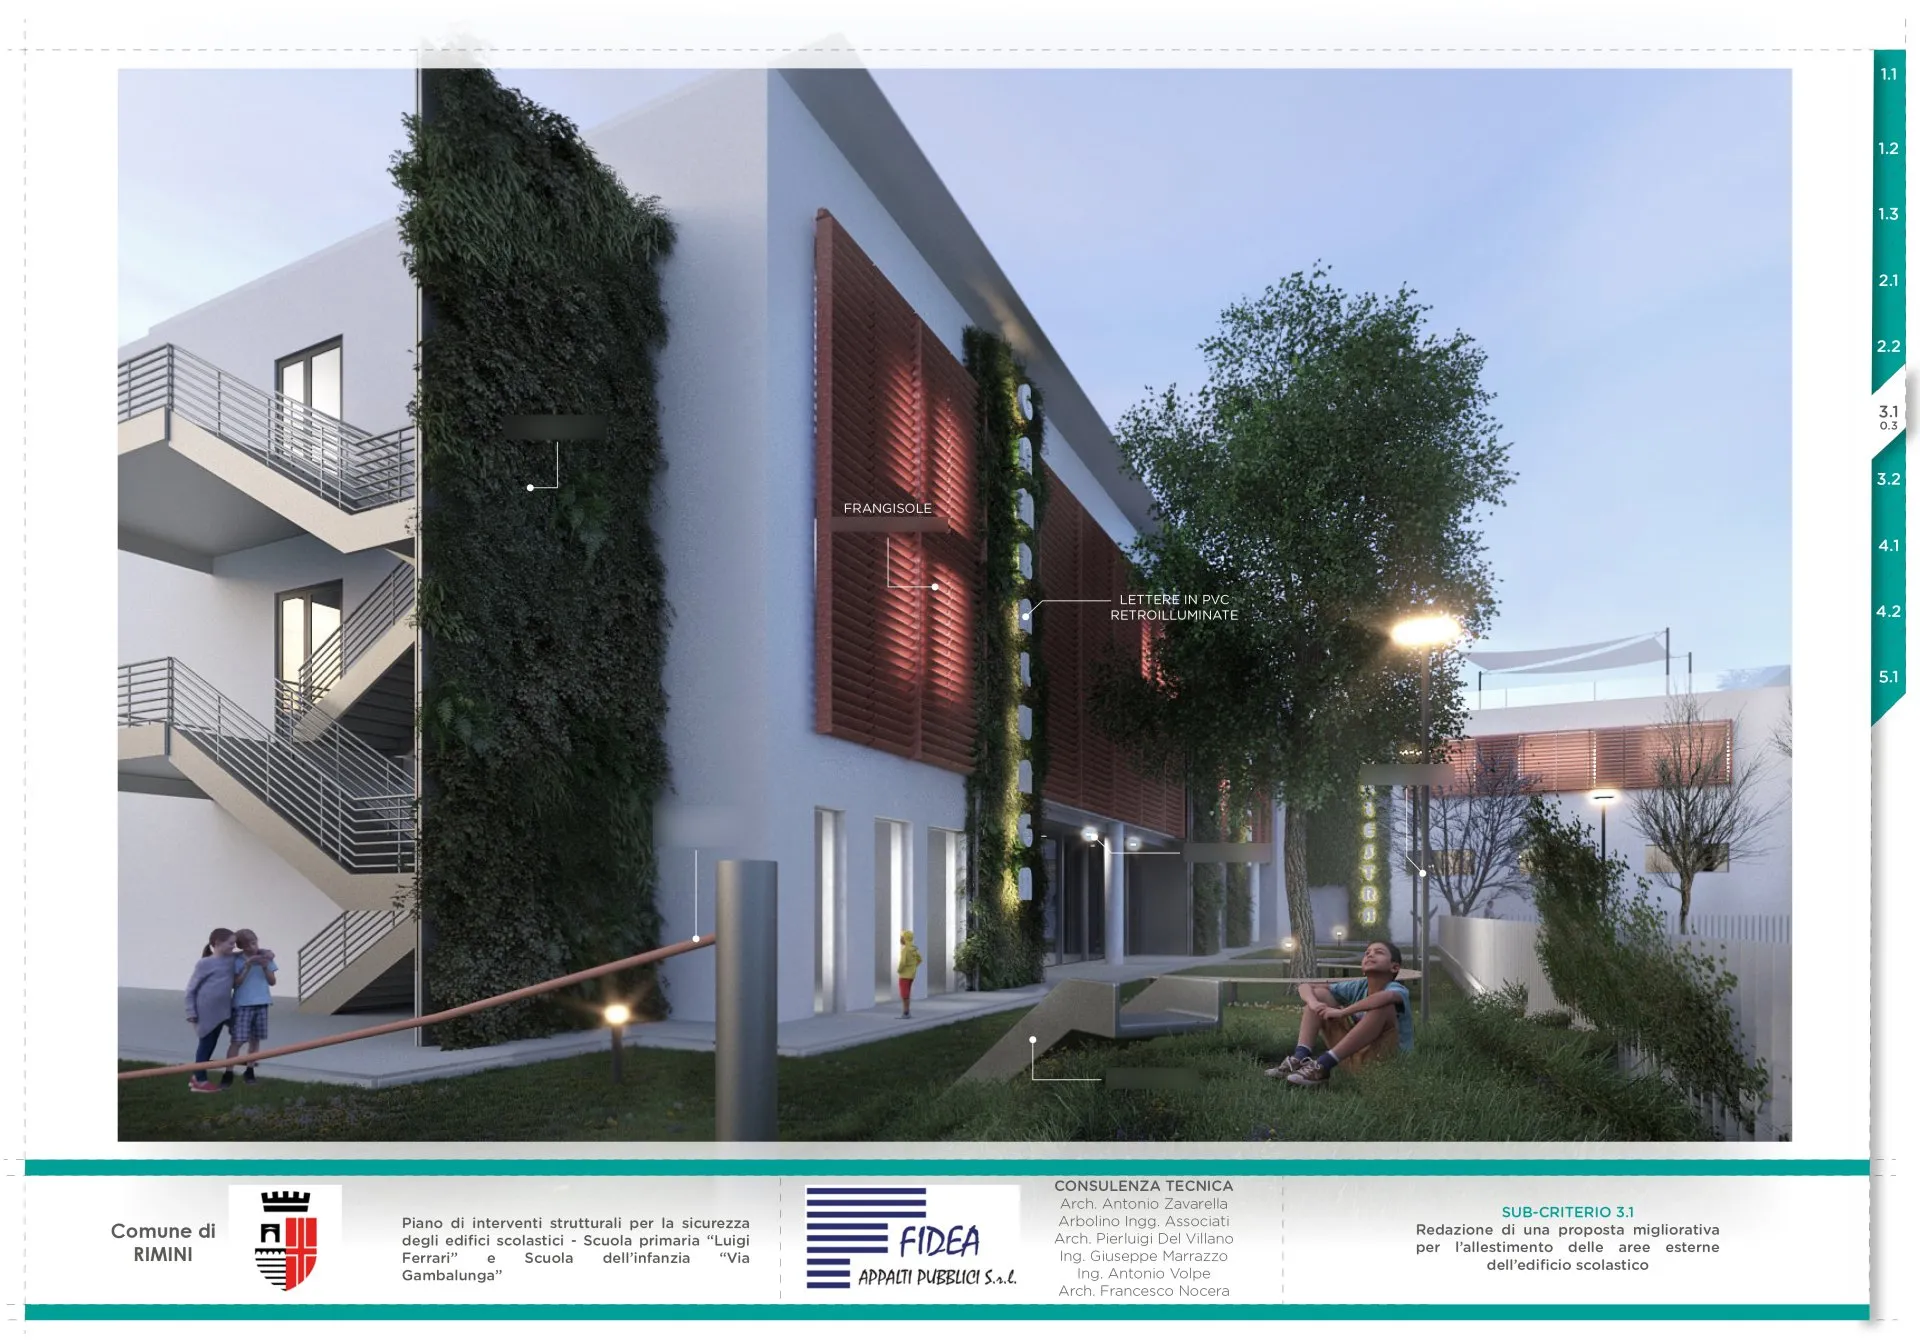 1.1
1.2
1.3
2.1
2.2
3.1
0.3
3.2
4.1
4.2
5.1
FRANGISOLE
LETTERE IN PVC
RETROILLUMINATE
Comune di
RIMINI
Piano di interventi strutturali per la sicurezza
degli edifici scolastici - Scuola primaria “Luigi
Ferrari” e Scuola dell’infanzia “Via
Gambalunga”
FIDEA
APPALTI PUBBLICI S.r.l.
CONSULENZA TECNICA
Arch. Antonio Zavarella
Arbolino Ingg. Associati
Arch. Pierluigi Del Villano
Ing. Giuseppe Marrazzo
Ing. Antonio Volpe
Arch. Francesco Nocera
SUB-CRITERIO 3.1
Redazione di una proposta migliorativa
per l’allestimento delle aree esterne
dell’edificio scolastico